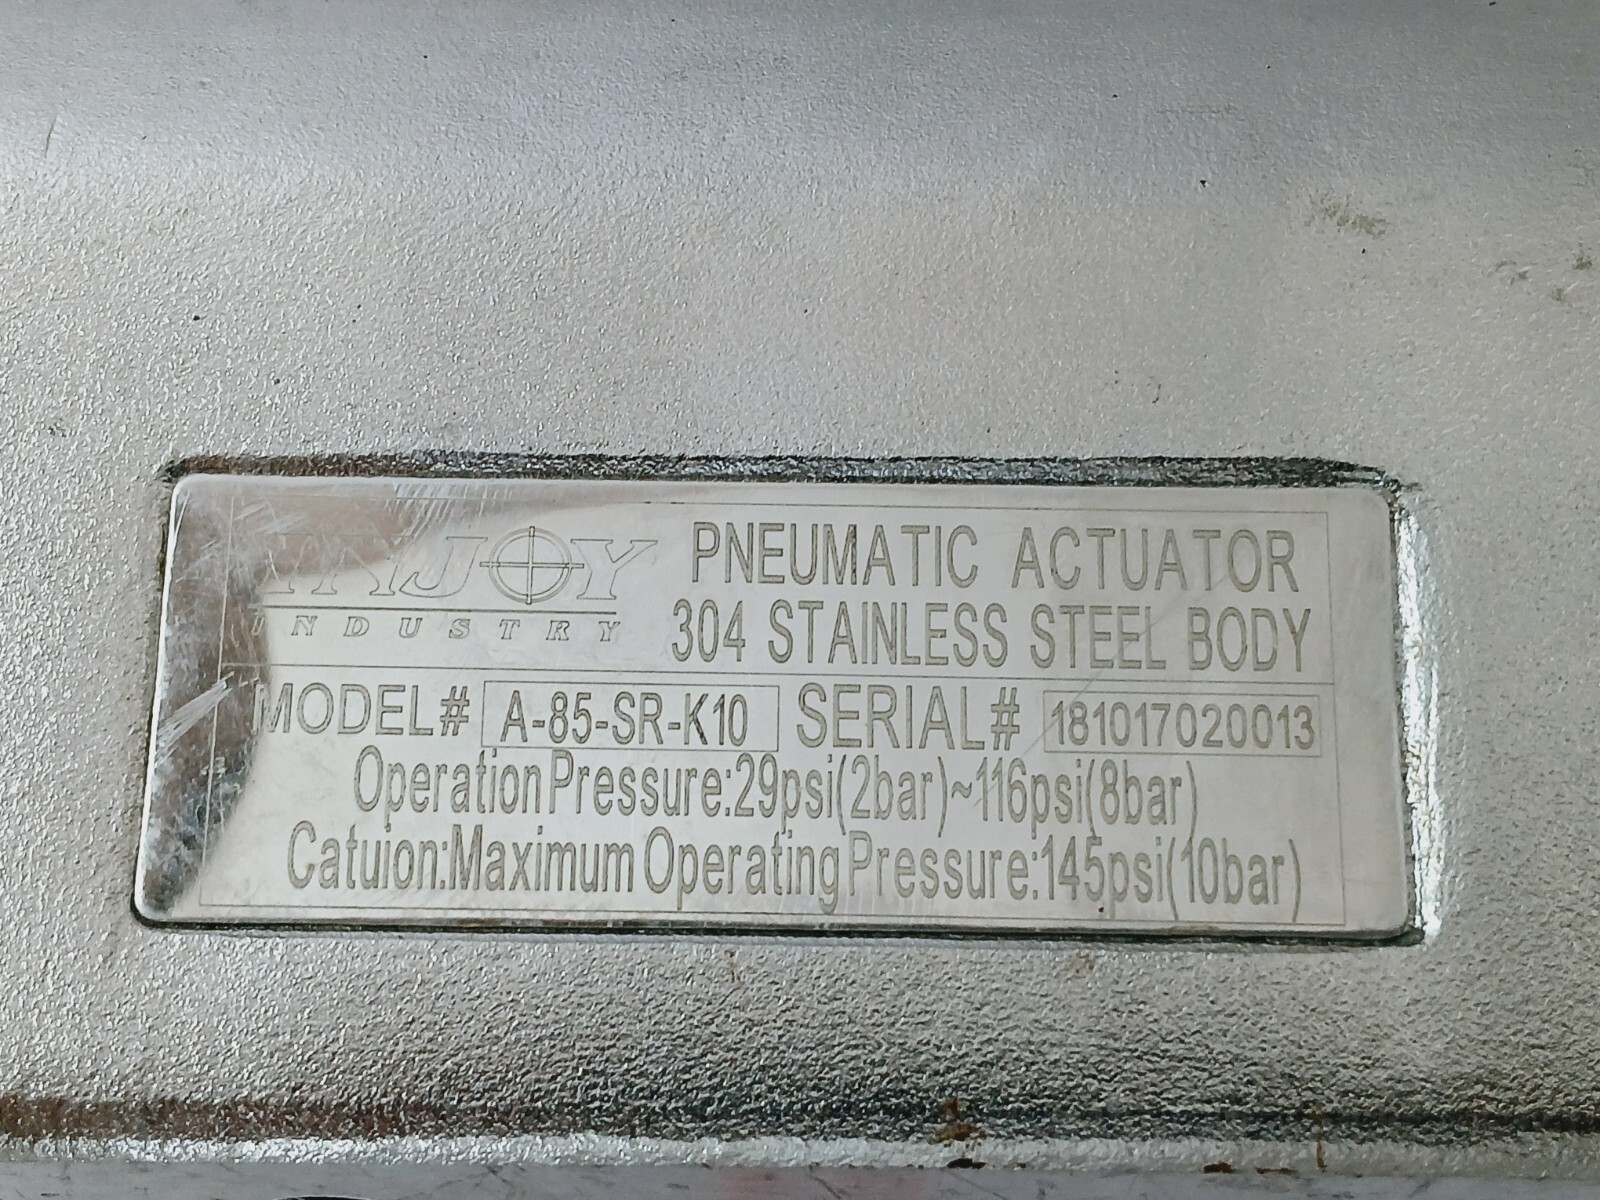 INDUSTRY
PNEUMATIC ACTUATOR
304 STAINLESS STEEL BODY
MODEL# A-85-SR-K10 SERIAL# 181017020013
Operation Pressure:29psi(2bar)~116psi(8bar)
Catuion:Maximum Operating Pressure:145psi(10bar)